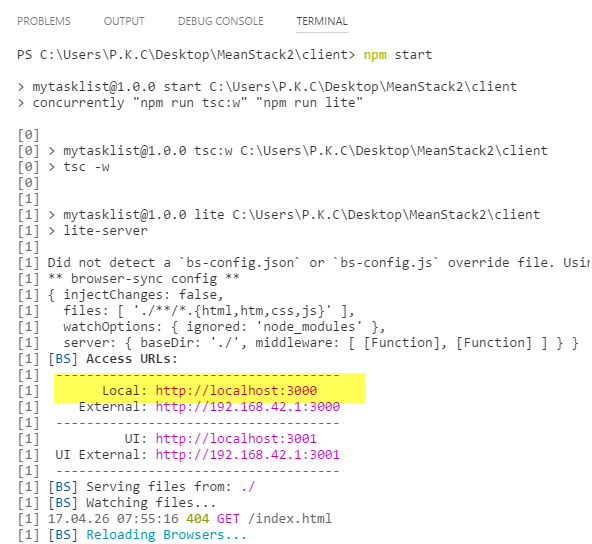 PROBLEMS OUTPUT DEBUG CONSOLE TERMINAL
PS C:\Users\P.K.C\Desktop\MeanStack2\client> npm start
> mytasklist@1.0.0 start C:\Users\P.K.C\Desktop\MeanStack2\client
> concurrently "npm run tsc:w" "npm run lite"
[0]
[0] > mytasklist@1.0.0 tsc:w C:\Users\P.K.C\Desktop\MeanStack2\client
[0] > tsc -w
[0]
[1]
[1] > mytasklist@1.0.0 lite C:\Users\P.K.C\Desktop\MeanStack2\client
[1] > lite-server
[1]
[1] Did not detect a `bs-config.json` or `bs-config.js` override file. Usin
[1] ** browser-sync config **
[1] { injectChanges: false,
[1]   files: [ './**/*.{html,htm,css,js}' ],
[1]   watchOptions: { ignored: 'node_modules' },
[1]   server: { baseDir: './', middleware: [ [Function], [Function] ] } }
[1] [BS] Access URLs:
[1]  -------------------------------------
[1]        Local: http://localhost:3000
[1]     External: http://192.168.42.1:3000
[1]  -------------------------------------
[1]           UI: http://localhost:3001
[1]  UI External: http://192.168.42.1:3001
[1]  -------------------------------------
[1] [BS] Serving files from: ./
[1] [BS] Watching files...
[1] 17.04.26 07:55:16 404 GET /index.html
[1] [BS] Reloading Browsers...